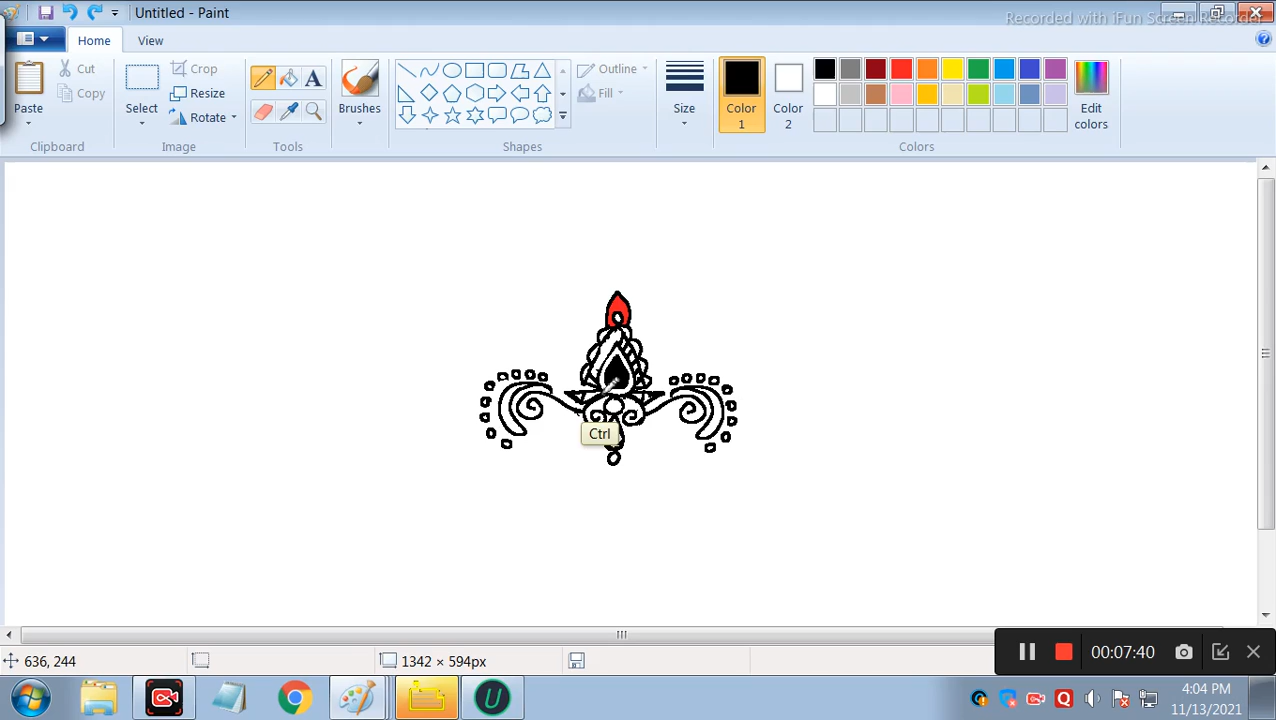 Untitled - Paint
Recorded with iFun Screen Recorder
Home
View
Paste
Cut
Copy
Clipboard
Select
Crop
Resize
Rotate
Image
A
Tools
Brushes
Outline
Fill
Shapes
Size
Color
1
Color
2
Edit
colors
Colors
Ctrl
636, 244
1342 × 594px
00:07:40
4:04 PM
11/13/2021